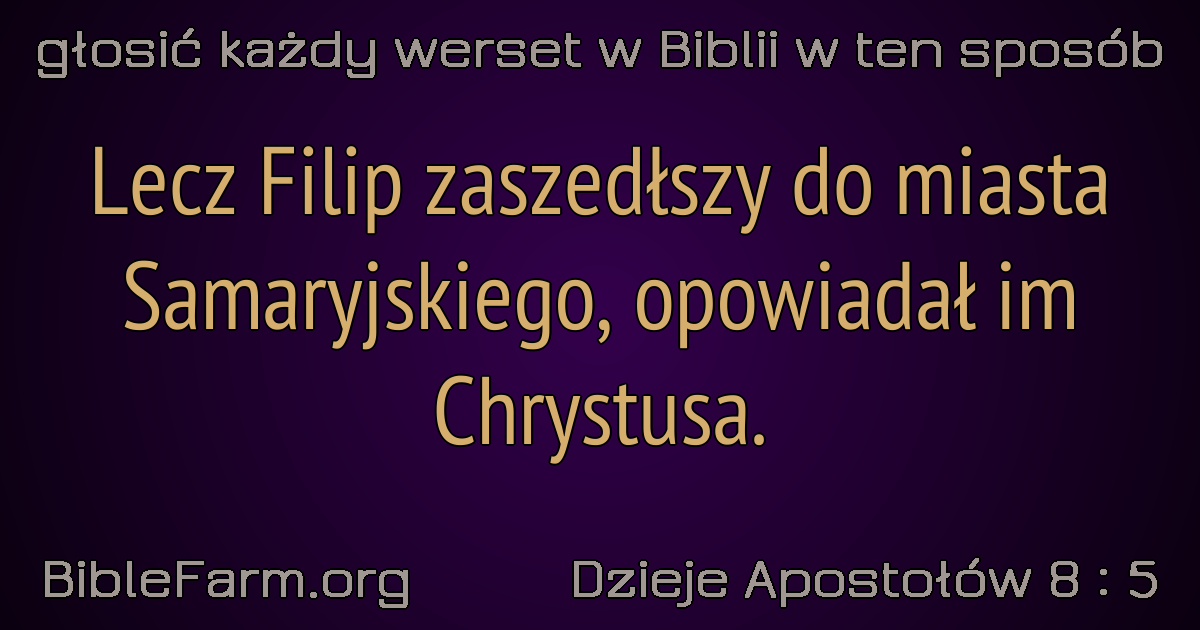 głosić każdy werset w Biblii w ten sposób
Lecz Filip zaszedłszy do miasta
Samaryjskiego, opowiadał im
Chrystusa.
BibleFarm.org
Dzieje Apostołów 8 : 5